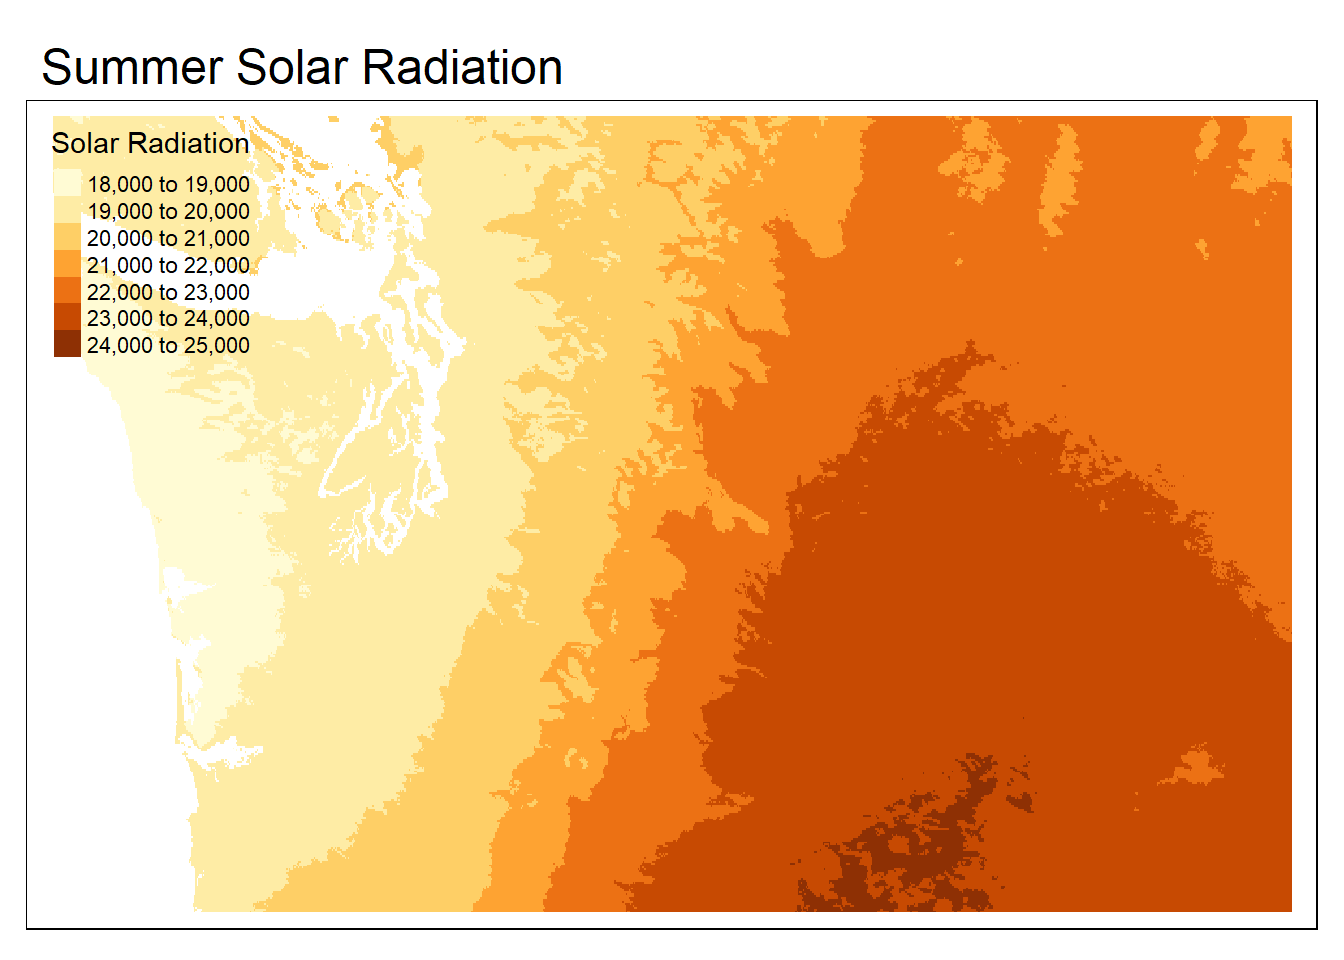 Summer Solar Radiation
Solar Radiation
18,000 to 19,000
19,000 to 20,000
20,000 to 21,000
21,000 to 22,000
22,000 to 23,000
23,000 to 24,000
24,000 to 25,000